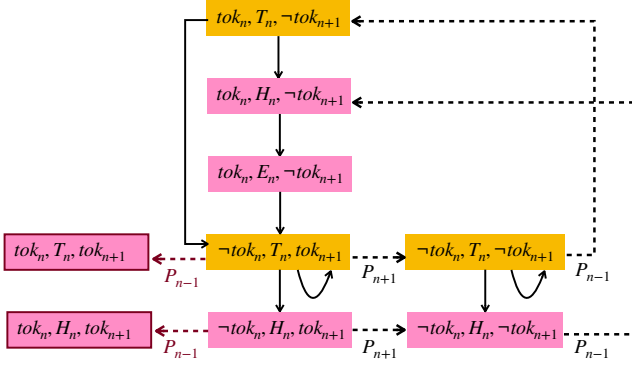 tok_n, T_n, ¬tok_{n+1}
tok_n, H_n, ¬tok_{n+1}
tok_n, E_n, ¬tok_{n+1}
tok_n, T_n, tok_{n+1}
P_{n−1}
¬tok_n, T_n, tok_{n+1}
P_{n+1}
¬tok_n, T_n, ¬tok_{n+1}
P_{n−1}
tok_n, H_n, tok_{n+1}
P_{n−1}
¬tok_n, H_n, tok_{n+1}
P_{n+1}
¬tok_n, H_n, ¬tok_{n+1}
P_{n−1}